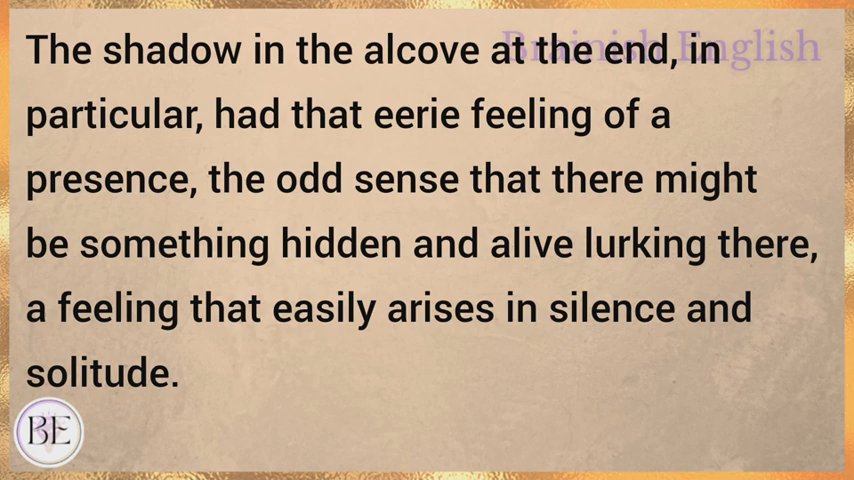 Brainish English
The shadow in the alcove at the end, in
particular, had that eerie feeling of a
presence, the odd sense that there might
be something hidden and alive lurking there,
a feeling that easily arises in silence and
solitude.
BE